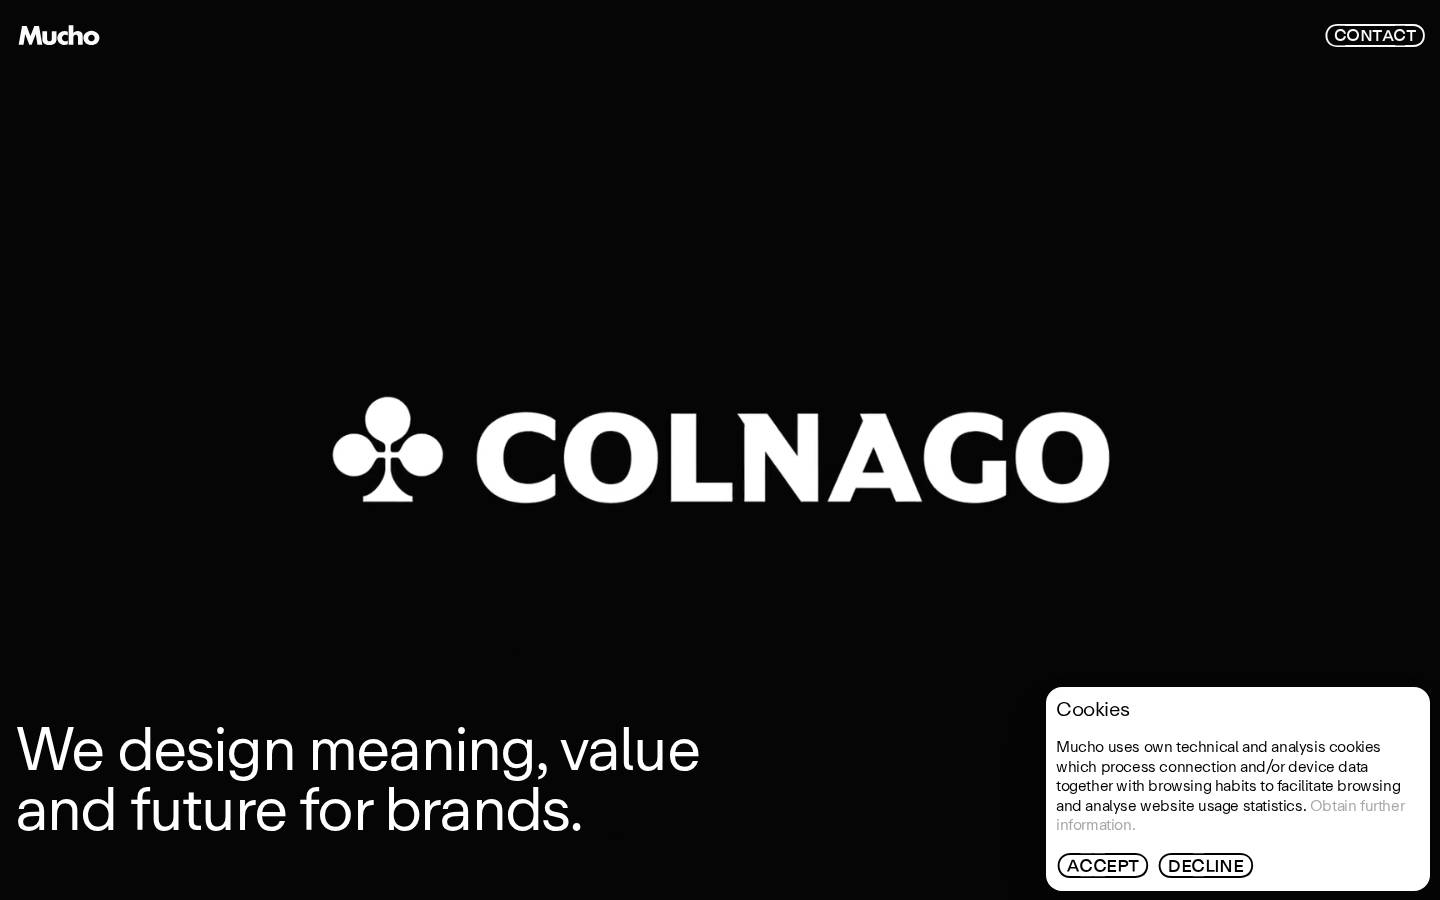 Mucho
CONTACT
COLNAGO
We design meaning, value
and future for brands.
Cookies
Mucho uses own technical and analysis cookies
which process connection and/or device data
together with browsing habits to facilitate browsing
and analyse website usage statistics. Obtain further
information.
ACCEPT
DECLINE